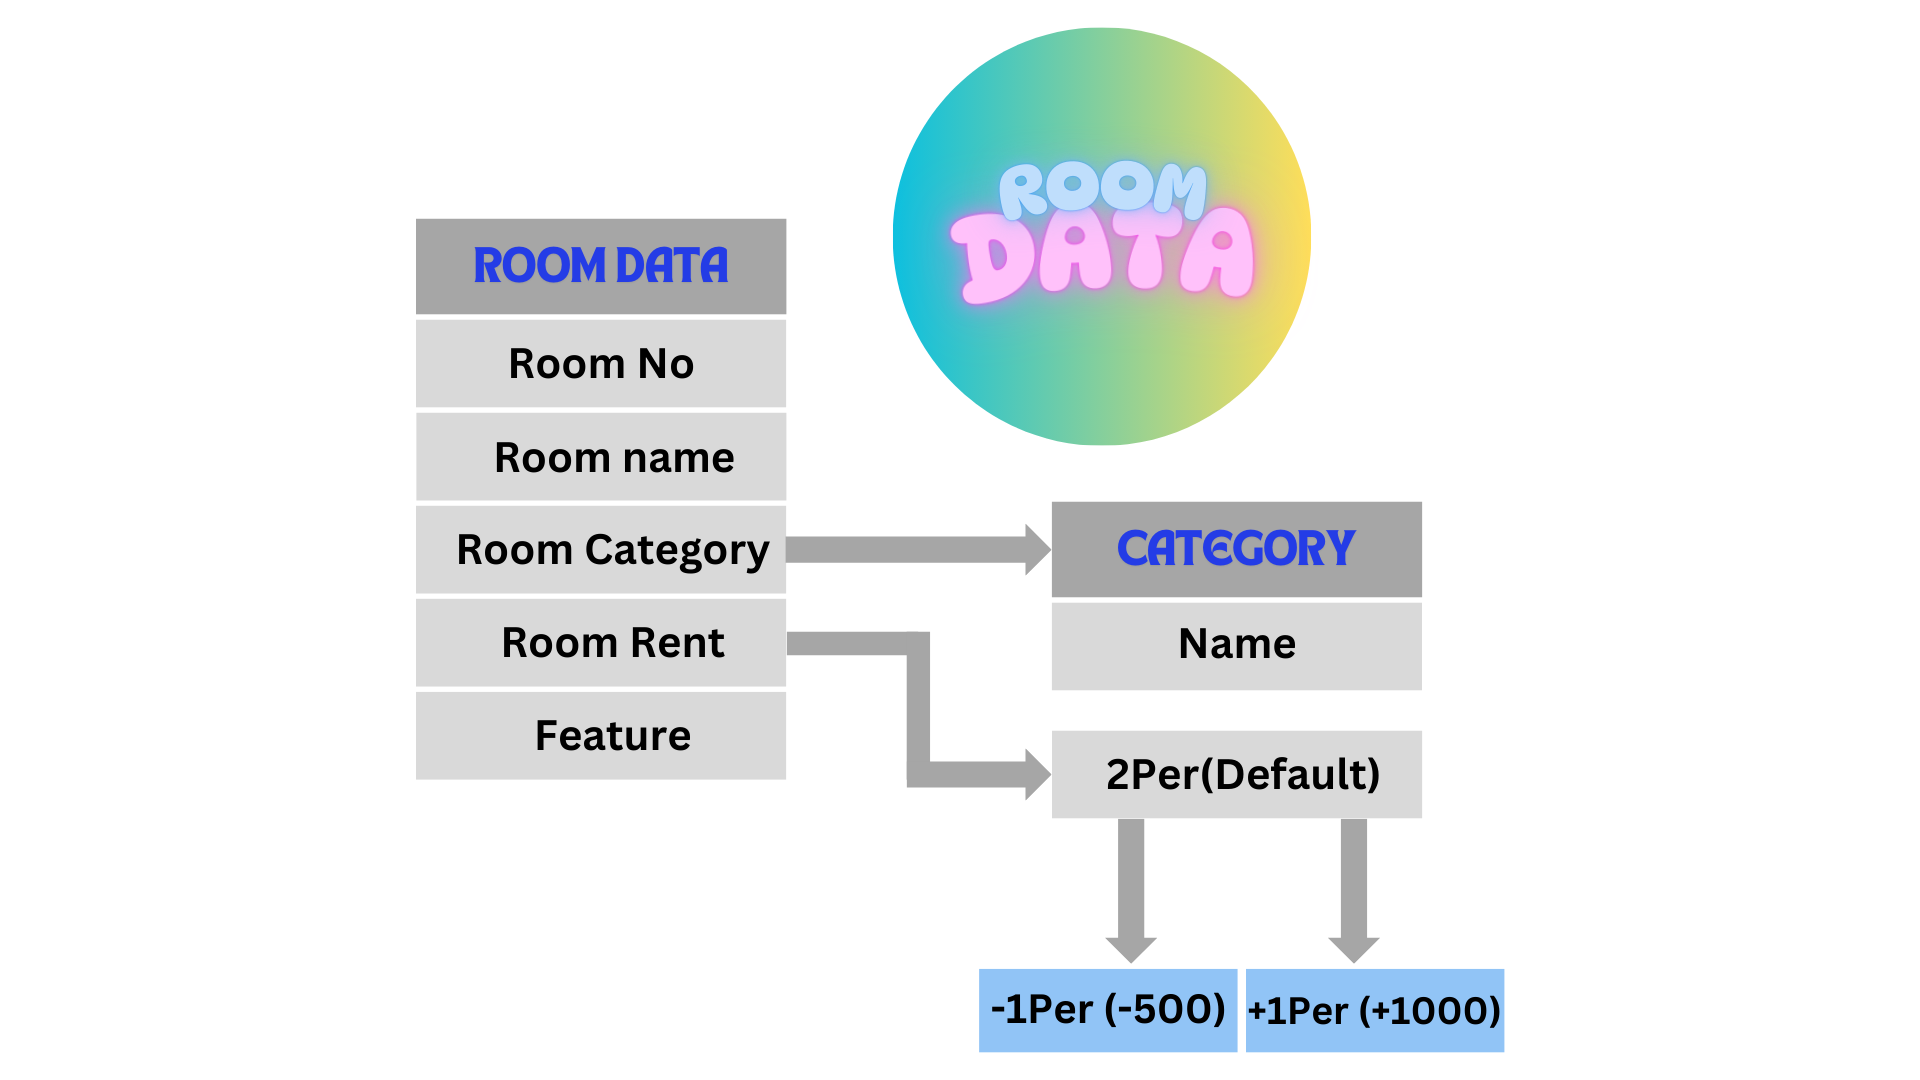 ROOM
DATA
ROOM DATA
Room No
Room name
Room Category
Room Rent
Feature
CATEGORY
Name
2Per(Default)
-1Per (-500)
+1Per (+1000)